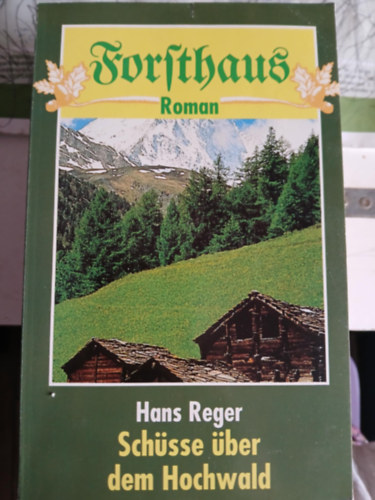 Forſthaus
Roman
Hans Reger
Schüsse über
dem Hochwald